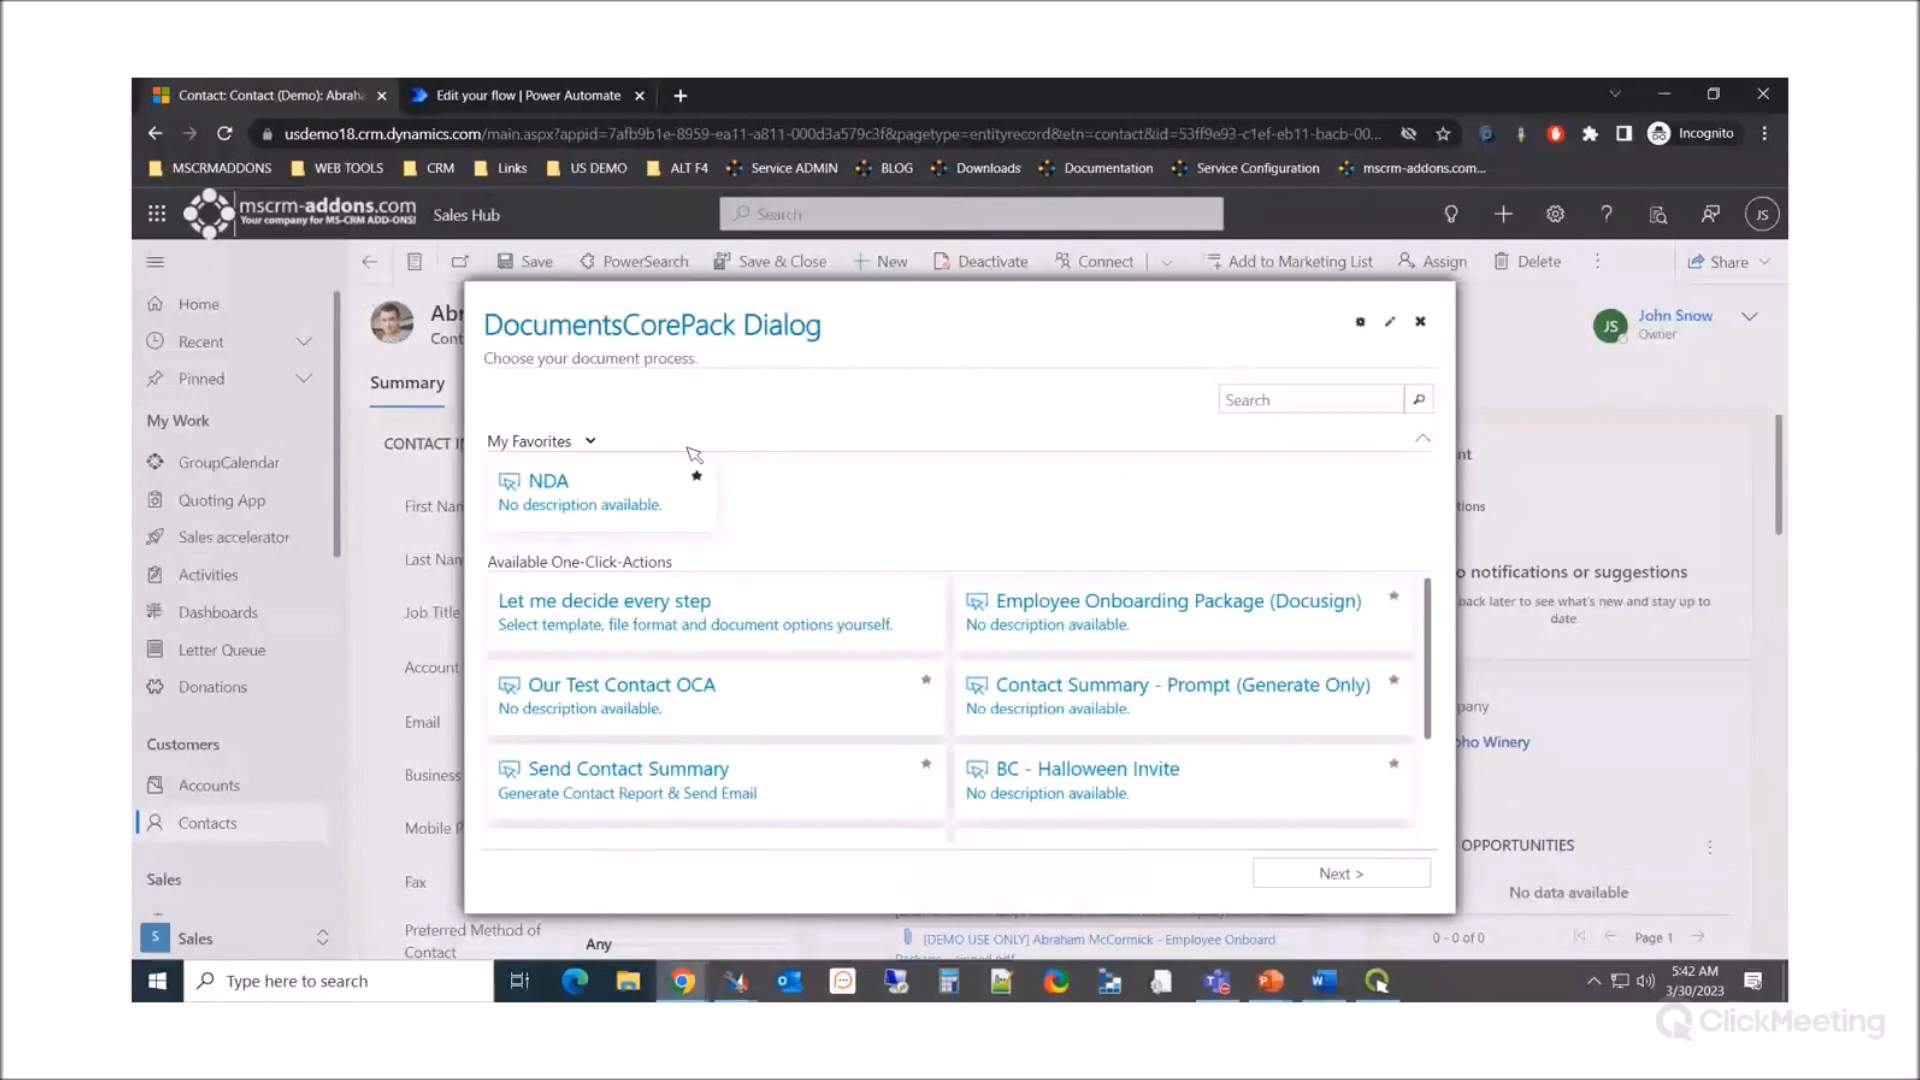 Contact: Contact (Demo): Abraha
Edit your flow | Power Automate
usdemo18.crm.dynamics.com/main.aspx?appid=7afb9b1e-8959-ea11-a811-000d3a579c3f&pagetype=entityrecord&etn=contact&id=53ff9e93-c1ef-eb11-bacb-00...
Incognito
MSCRMADDONS
WEB TOOLS
CRM
Links
US DEMO
ALT F4
Service ADMIN
BLOG
Downloads
Documentation
Service Configuration
mscrm-addons.com...
mscrm-addons.com
Your company for MS-CRM ADD-ONS!
Sales Hub
Search
JS
Save
PowerSearch
Save & Close
New
Deactivate
Connect
Add to Marketing List
Assign
Delete
Share
Home
Recent
Pinned
My Work
GroupCalendar
Quoting App
Sales accelerator
Activities
Dashboards
Letter Queue
Donations
Customers
Accounts
Contacts
Sales
S
Sales
Abr
Cont
Summary
CONTACT I
First Nam
Last Nam
Job Title
Account
Email
Business
Mobile P
Fax
Preferred Method of
Contact
Any
DocumentsCorePack Dialog
Choose your document process.
Search
My Favorites
NDA
No description available.
Available One-Click-Actions
Let me decide every step
Select template, file format and document options yourself.
Employee Onboarding Package (Docusign)
No description available.
Our Test Contact OCA
No description available.
Contact Summary - Prompt (Generate Only)
No description available.
Send Contact Summary
Generate Contact Report & Send Email
BC - Halloween Invite
No description available.
Next >
JS
John Snow
Owner
nt
tions
o notifications or suggestions
back later to see what's new and stay up to
date.
pany
oho Winery
OPPORTUNITIES
No data available
0 - 0 of 0
Page 1
[DEMO USE ONLY] Abraham McCormick - Employee Onboard
Type here to search
5:42 AM
3/30/2023
ClickMeeting